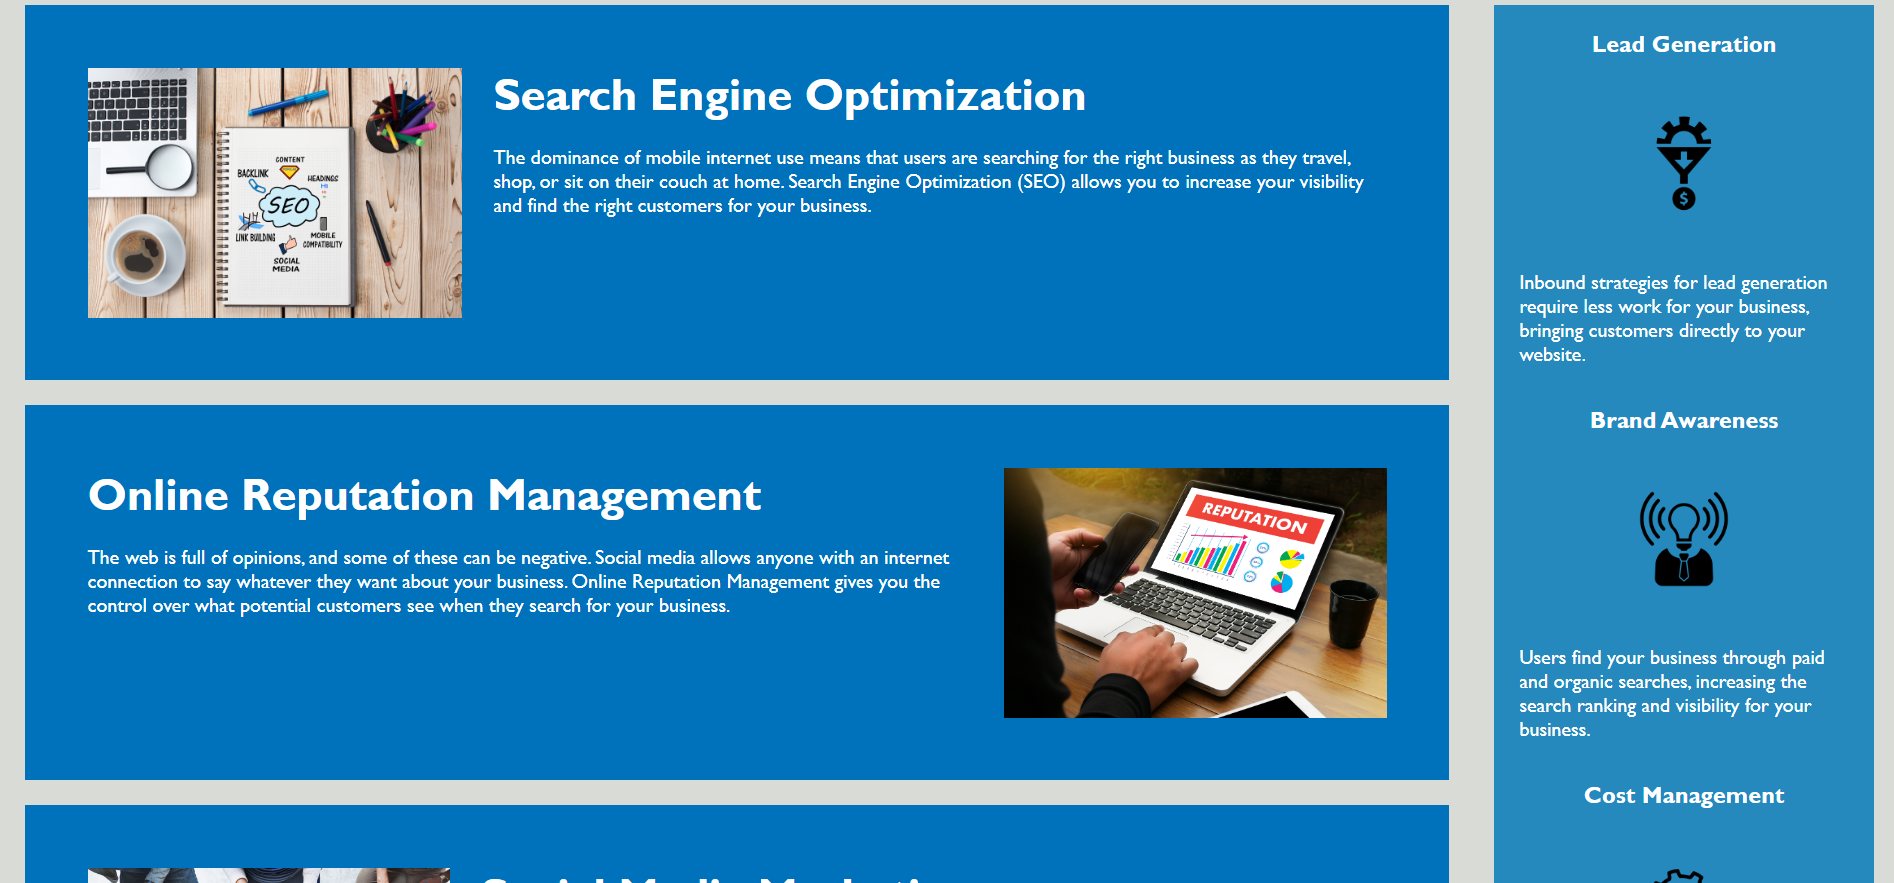 Search Engine Optimization
The dominance of mobile internet use means that users are searching for the right business as they travel,
shop, or sit on their couch at home. Search Engine Optimization (SEO) allows you to increase your visibility
and find the right customers for your business.
CONTENT
BACKLINK
HEADINGS
SEO
LINK BUILDING
MOBILE
COMPATIBILITY
SOCIAL
MEDIA
Online Reputation Management
The web is full of opinions, and some of these can be negative. Social media allows anyone with an internet
connection to say whatever they want about your business. Online Reputation Management gives you the
control over what potential customers see when they search for your business.
REPUTATION
Lead Generation
$
Inbound strategies for lead generation
require less work for your business,
bringing customers directly to your
website.
Brand Awareness
Users find your business through paid
and organic searches, increasing the
search ranking and visibility for your
business.
Cost Management